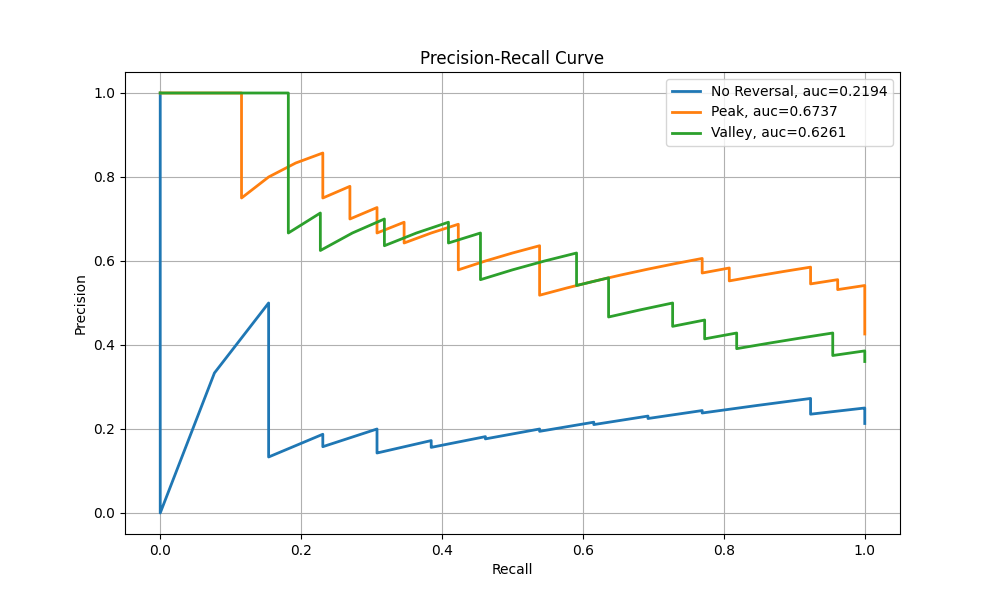 Precision-Recall Curve
No Reversal, auc=0.2194
Peak, auc=0.6737
Valley, auc=0.6261
Precision
1.0
0.8
0.6
0.4
0.2
0.0
0.0 0.2 0.4 0.6 0.8 1.0
Recall